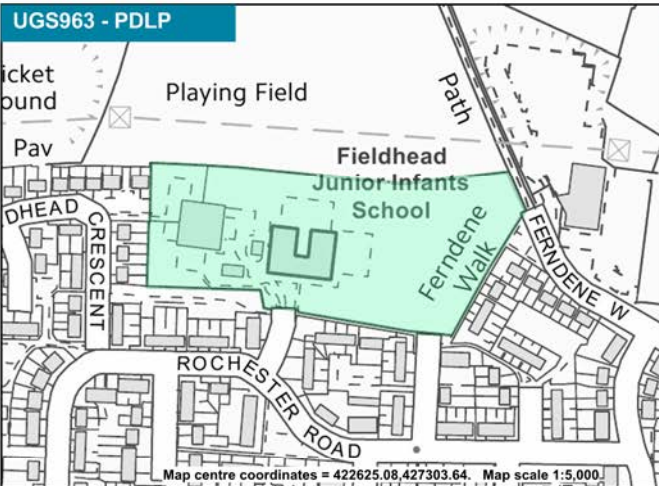 UGS963 - PDLP
icket
ound
Playing Field
Path
Pav
Fieldhead
Junior Infants
School
DHEAD CRESCENT
Ferndene
Walk
FERNDENE W
ROCHESTER ROAD
Map centre coordinates = 422625.08,427303.64. Map scale 1:5,000